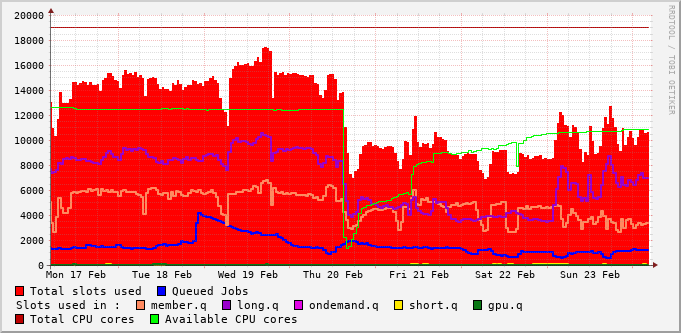 RRDTOOL / TOBI OETIKER
20000
18000
16000
14000
12000
10000
8000
6000
4000
2000
0
Mon 17 Feb Tue 18 Feb Wed 19 Feb Thu 20 Feb Fri 21 Feb Sat 22 Feb Sun 23 Feb
Total slots used Queued Jobs
Slots used in : member.q long.q ondemand.q short.q gpu.q
Total CPU cores Available CPU cores